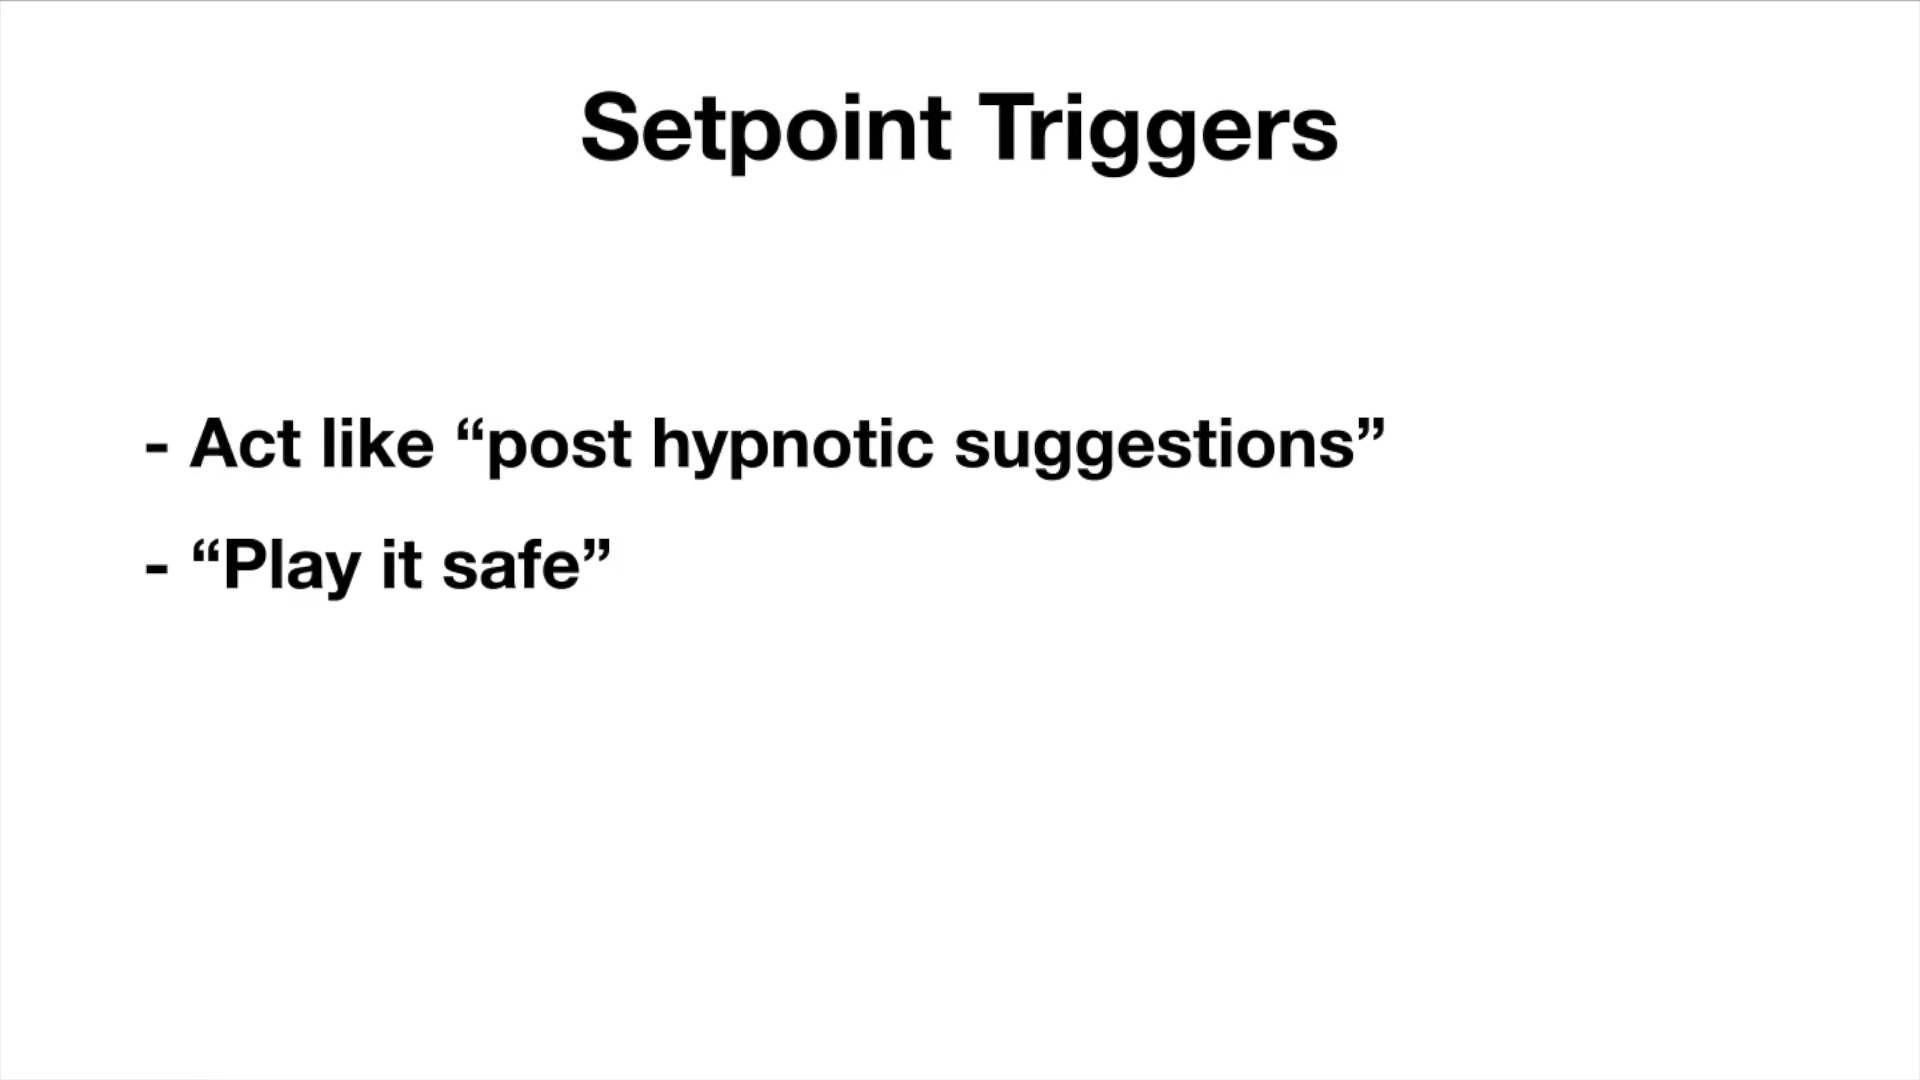 Setpoint Triggers
- Act like “post hypnotic suggestions”
- “Play it safe”